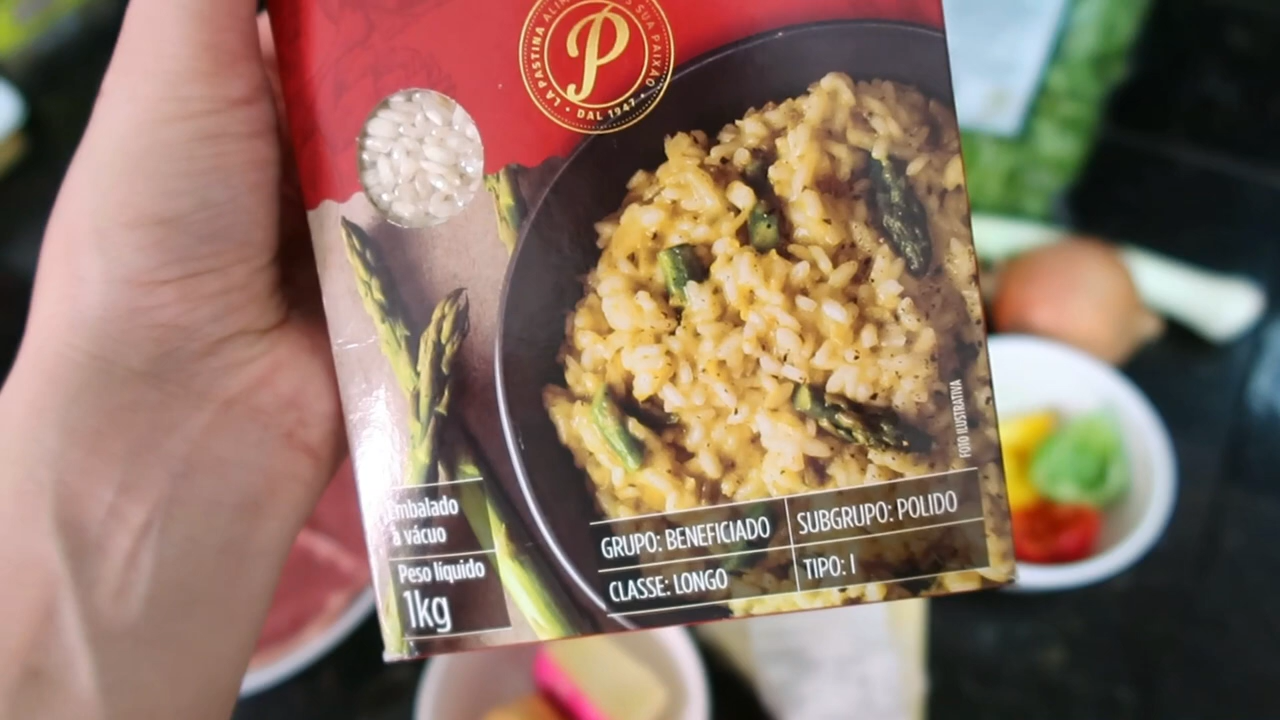 LA PASTINA
SUA PAIXÃO
DAL 1947
P
FOTO ILUSTRATIVA
Embalado
a vácuo
Peso líquido
1kg
GRUPO: BENEFICIADO
SUBGRUPO: POLIDO
CLASSE: LONGO
TIPO: I